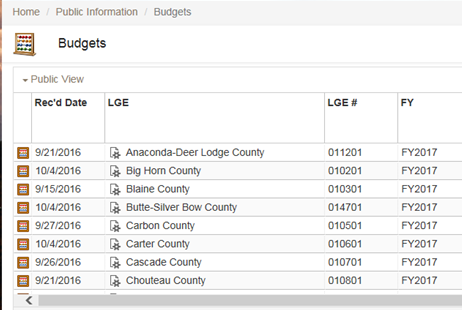 Home / Public Information / Budgets
Budgets
Public View
Rec'd Date LGE LGE # FY
9/21/2016 Anaconda-Deer Lodge County 011201 FY2017
10/4/2016 Big Horn County 010201 FY2017
9/15/2016 Blaine County 010301 FY2017
10/4/2016 Butte-Silver Bow County 014701 FY2017
9/27/2016 Carbon County 010501 FY2017
10/4/2016 Carter County 010601 FY2017
9/26/2016 Cascade County 010701 FY2017
9/21/2016 Chouteau County 010801 FY2017